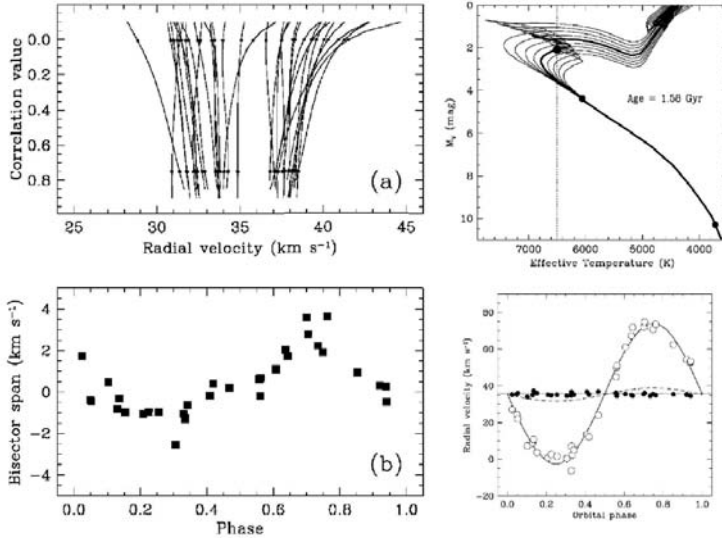 0.0
0.2
0.4
0.6
0.8
Correlation value
(a)
25 30 35 40 45
Radial velocity (km s⁻¹)
0
2
4
6
8
10
M_V (mag)
Age = 1.58 Gyr
7000 6000 5000 4000
Effective Temperature (K)
4
2
0
-2
-4
Bisector span (km s⁻¹)
(b)
0.0 0.2 0.4 0.6 0.8 1.0
Phase
80
60
40
20
0
-20
Radial velocity (km s⁻¹)
0.0 0.2 0.4 0.6 0.8 1.0
Orbital phase